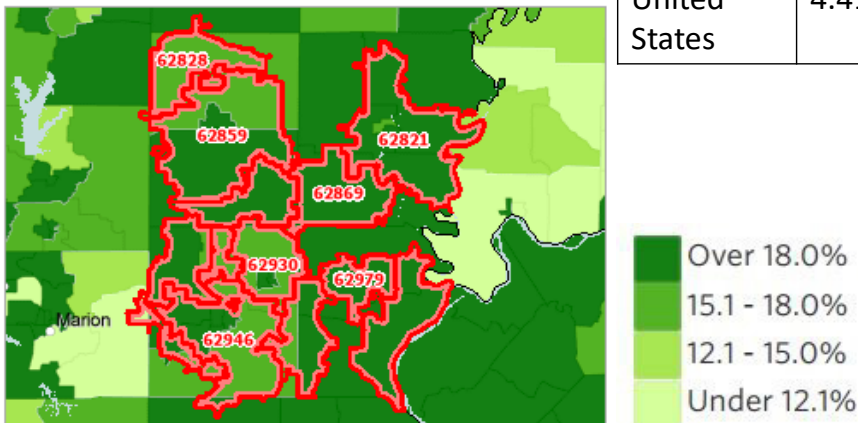 United
States
62828
62859
62821
62869
62930
62979
Marion
62946
Over 18.0%
15.1 - 18.0%
12.1 - 15.0%
Under 12.1%